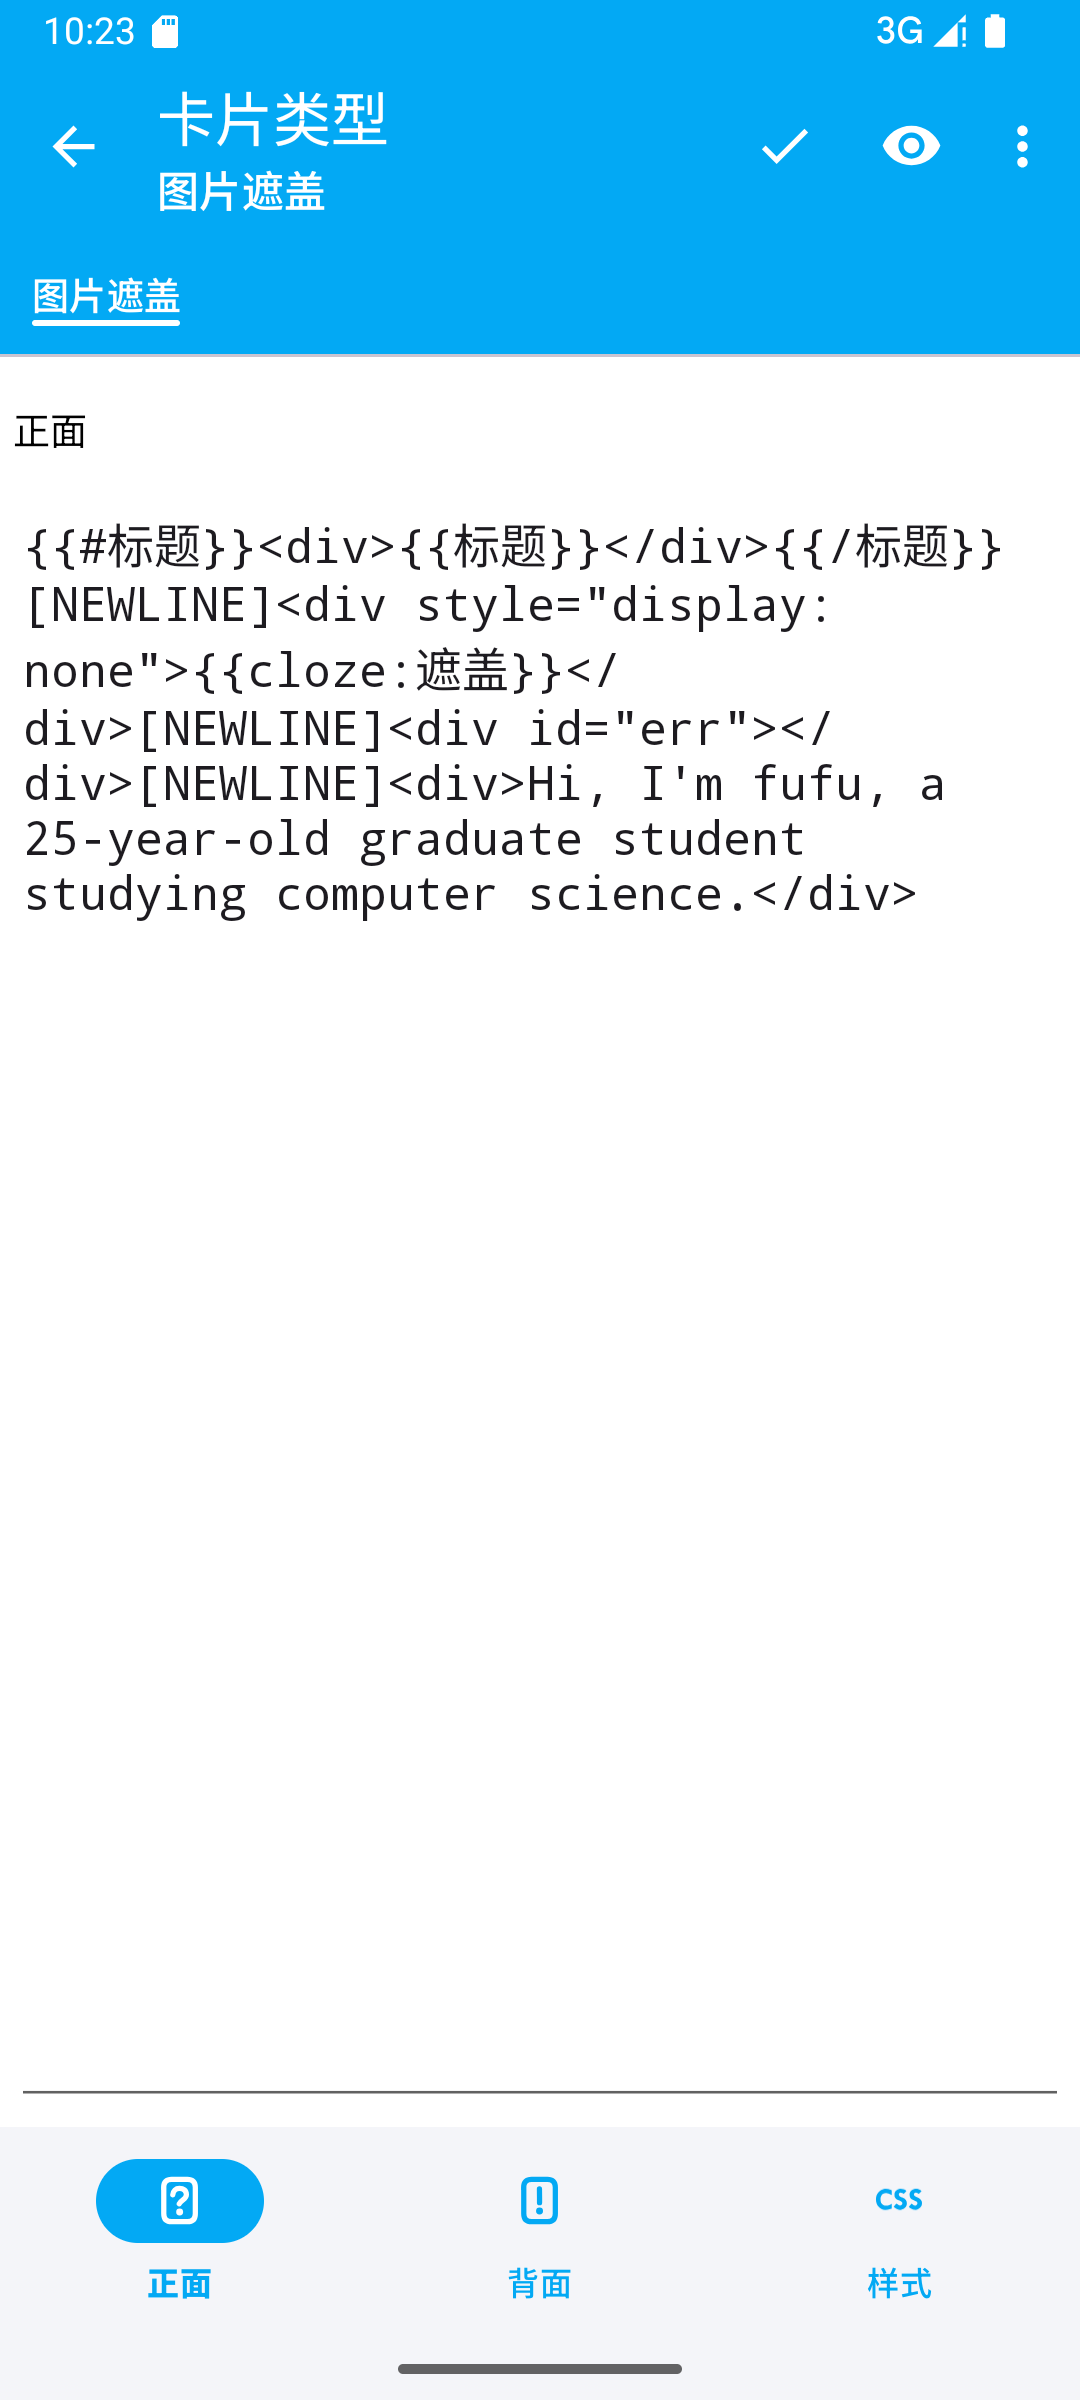 10:23
3G
卡片类型
图片遮盖
图片遮盖
正面
{{#标题}}<div>{{标题}}</div>{{/标题}}
[NEWLINE]<div style="display:
none">{{cloze:遮盖}}</
div>[NEWLINE]<div id="err"></
div>[NEWLINE]<div>Hi, I'm fufu, a
25-year-old graduate student
studying computer science.</div>
CSS
正面
背面
样式